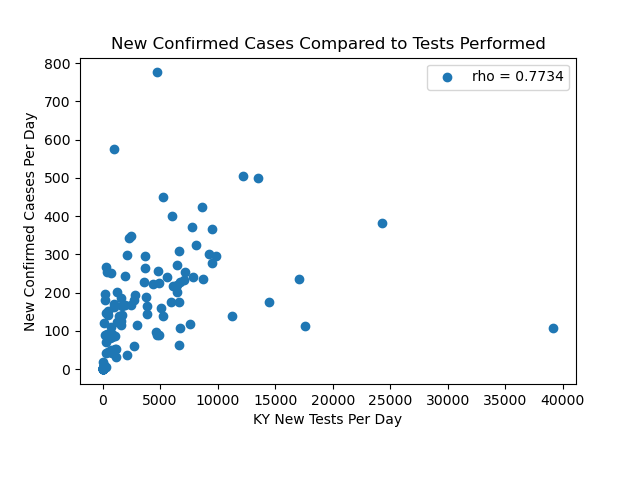 New Confirmed Cases Compared to Tests Performed
rho = 0.7734
New Confirmed Caeses Per Day
800
700
600
500
400
300
200
100
0
0 5000 10000 15000 20000 25000 30000 35000 40000
KY New Tests Per Day